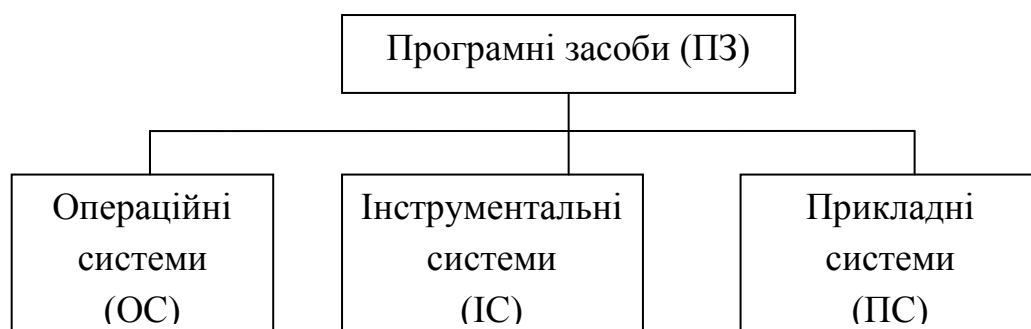 Програмні засоби (ПЗ)
Операційні
системи
(ОС)
Інструментальні
системи
(ІС)
Прикладні
системи
(ПС)